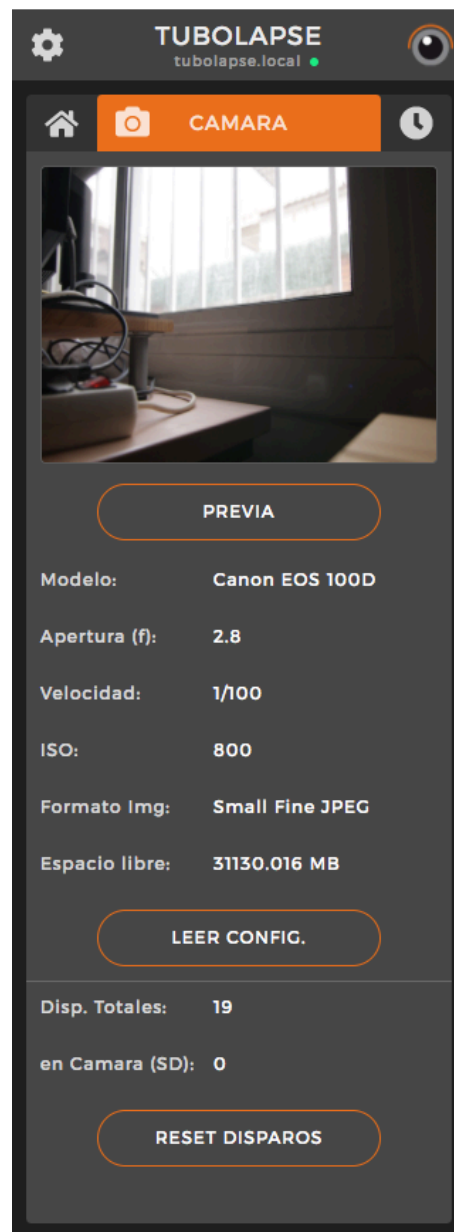 TUBOLAPSE
tubolapse.local
CAMARA
PREVIA
Modelo: Canon EOS 100D
Apertura (f): 2.8
Velocidad: 1/100
ISO: 800
Formato Img: Small Fine JPEG
Espacio libre: 31130.016 MB
LEER CONFIG.
Disp. Totales: 19
en Camara (SD): 0
RESET DISPAROS